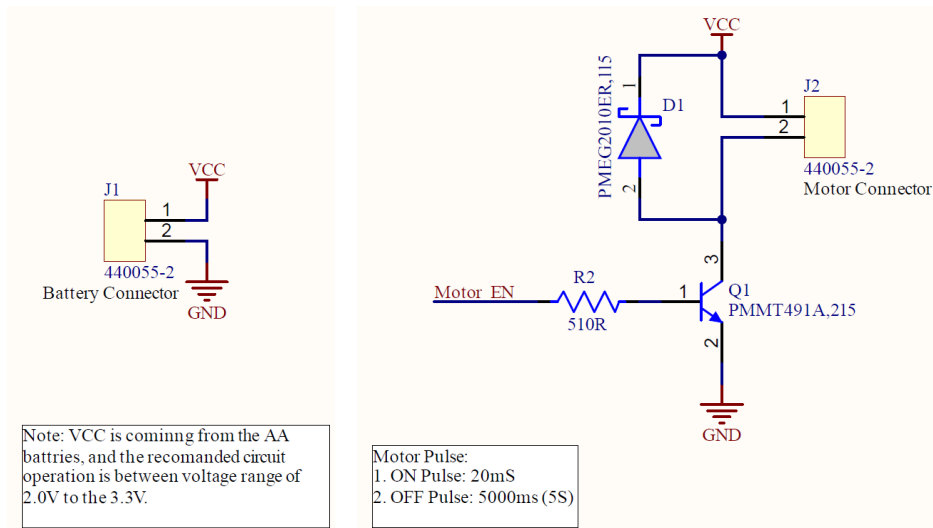 VCC
J1
1
2
440055-2
Battery Connector
GND
Note: VCC is cominng from the AA
battries, and the recomanded circuit
operation is between voltage range of
2.0V to the 3.3V.
VCC
PMEG2010ER,115
1
D1
2
J2
1
2
440055-2
Motor Connector
3
Motor EN
R2
510R
1
Q1
PMMT491A,215
2
GND
Motor Pulse:
1. ON Pulse: 20mS
2. OFF Pulse: 5000ms (5S)